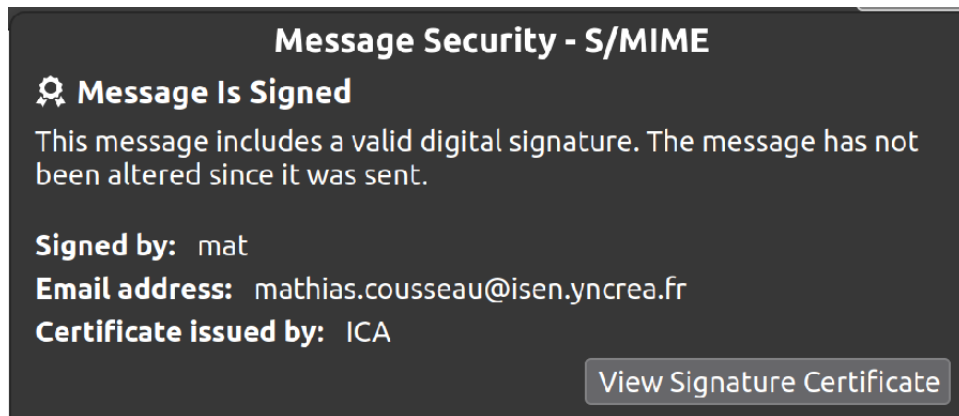 Message Security - S/MIME
Message Is Signed
This message includes a valid digital signature. The message has not
been altered since it was sent.
Signed by: mat
Email address: mathias.cousseau@isen.yncrea.fr
Certificate issued by: ICA
View Signature Certificate